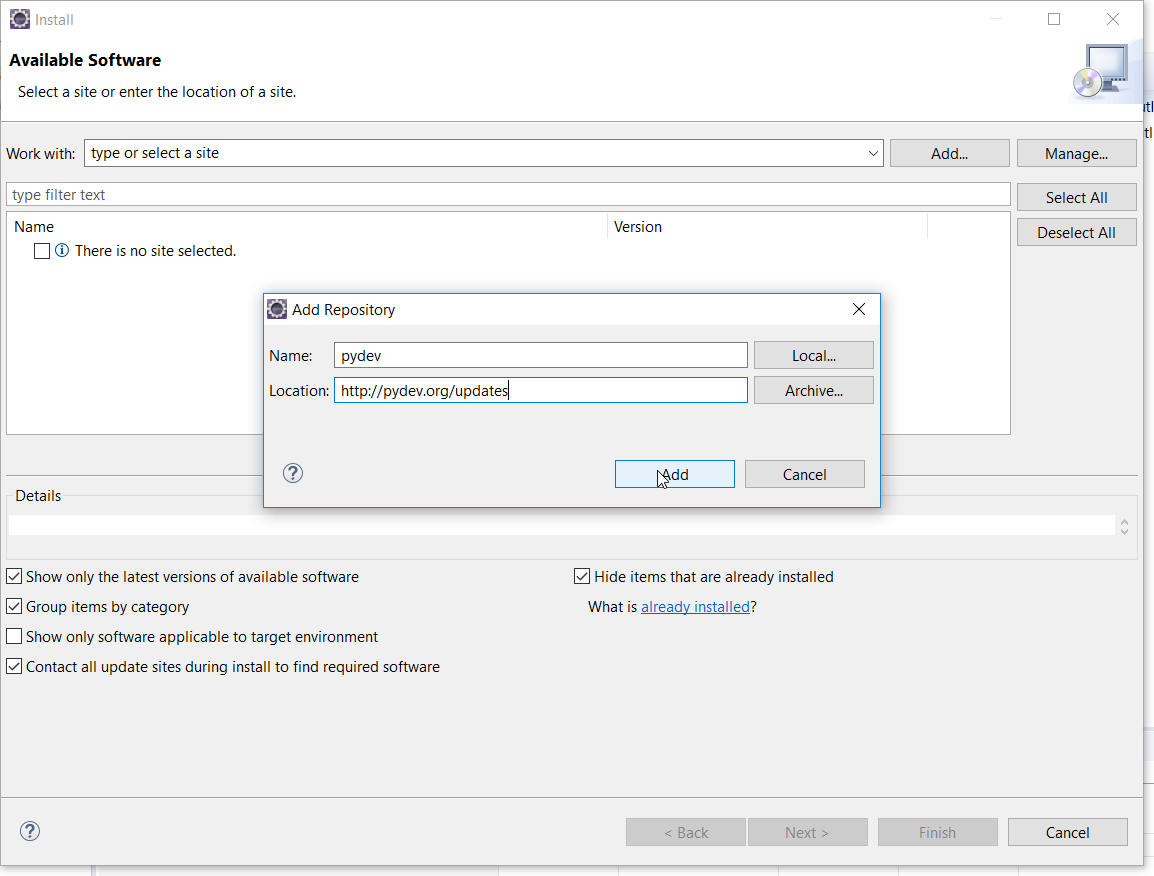 Install
Available Software
Select a site or enter the location of a site.
Work with: type or select a site Add... Manage...
type filter text Select All
Name Version Deselect All
There is no site selected.
Add Repository
Name: pydev Local...
Location: http://pydev.org/updates Archive...
Add Cancel
Details
Show only the latest versions of available software Hide items that are already installed
Group items by category What is already installed?
Show only software applicable to target environment
Contact all update sites during install to find required software
< Back Next > Finish Cancel